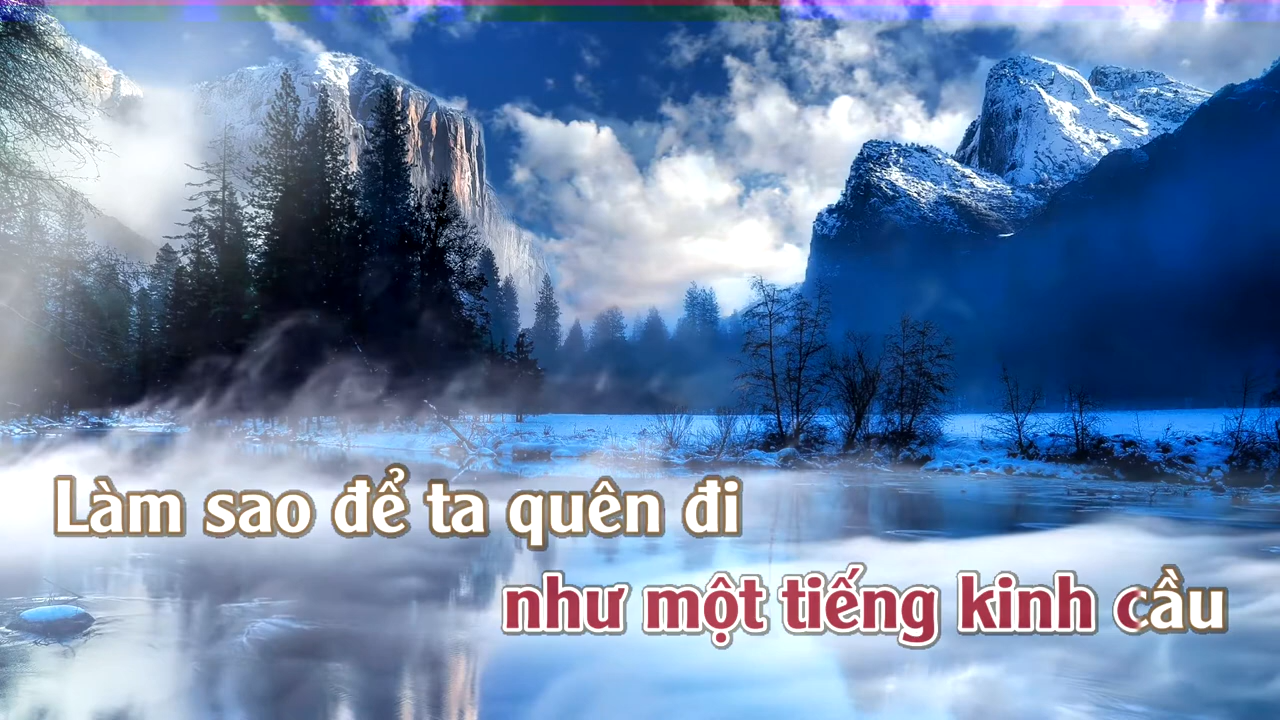 Làm sao để ta quên đi
như một tiếng kinh cầu